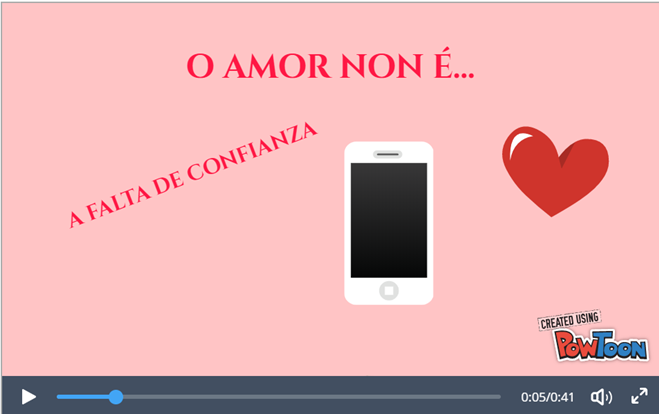 O AMOR NON É...
A FALTA DE CONFIANZA
CREATED USING
POWTOON
0:05/0:41